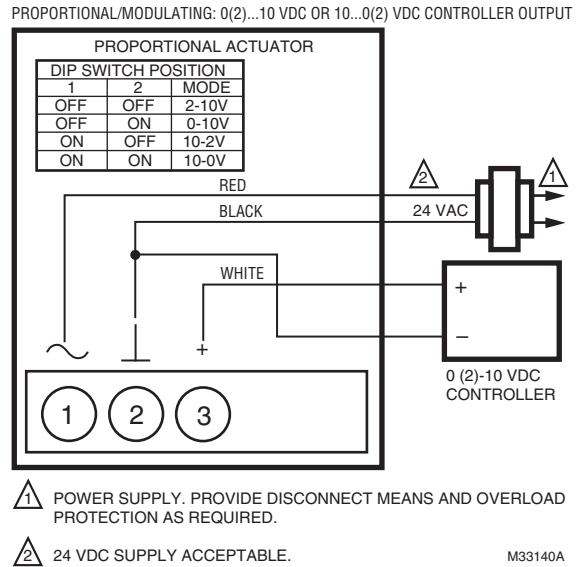 PROPORTIONAL/MODULATING: 0(2)...10 VDC OR 10...0(2) VDC CONTROLLER OUTPUT
PROPORTIONAL ACTUATOR
DIP SWITCH POSITION
1 2 MODE
OFF OFF 2-10V
OFF ON 0-10V
ON OFF 10-2V
ON ON 10-0V
RED
2
1
BLACK
24 VAC
WHITE
+
–
+
0 (2)-10 VDC
CONTROLLER
1 2 3
1 POWER SUPPLY. PROVIDE DISCONNECT MEANS AND OVERLOAD
PROTECTION AS REQUIRED.
2 24 VDC SUPPLY ACCEPTABLE.
M33140A